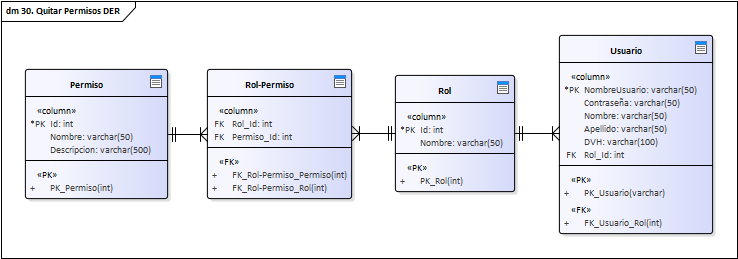 dm 30. Quitar Permisos DER
Permiso
«column»
*PK Id: int
Nombre: varchar(50)
Descripcion: varchar(500)
«PK»
+ PK_Permiso(int)
Rol-Permiso
«column»
FK Rol_Id: int
FK Permiso_Id: int
«FK»
+ FK_Rol-Permiso_Permiso(int)
+ FK_Rol-Permiso_Rol(int)
Rol
«column»
*PK Id: int
Nombre: varchar(50)
«PK»
+ PK_Rol(int)
Usuario
«column»
*PK NombreUsuario: varchar(50)
Contraseña: varchar(50)
Nombre: varchar(50)
Apellido: varchar(50)
DVH: varchar(100)
FK Rol_Id: int
«PK»
+ PK_Usuario(varchar)
«FK»
+ FK_Usuario_Rol(int)